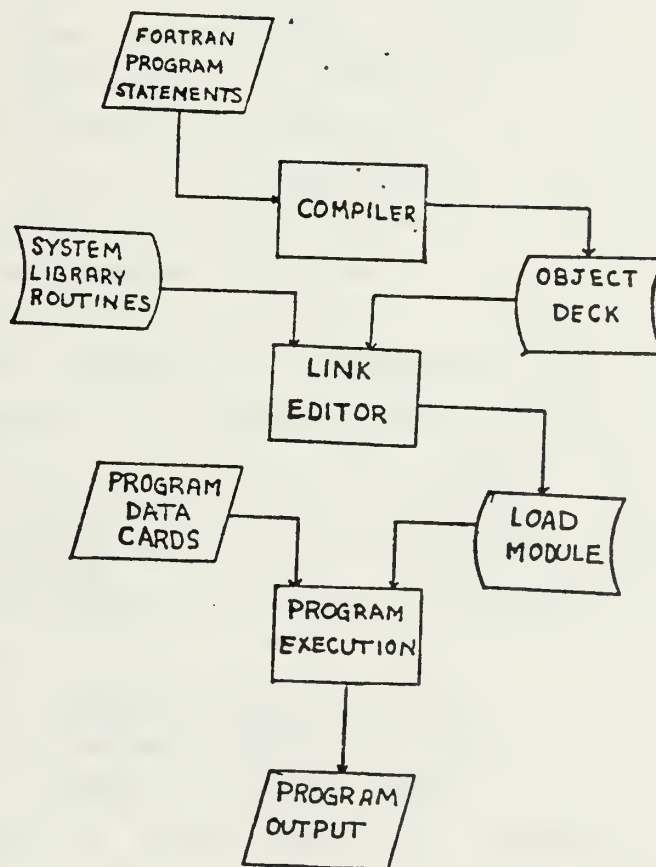 FORTRAN
PROGRAM
STATEMENTS
COMPILER
SYSTEM
LIBRARY
ROUTINES
OBJECT
DECK
LINK
EDITOR
PROGRAM
DATA
CARDS
LOAD
MODULE
PROGRAM
EXECUTION
PROGRAM
OUTPUT